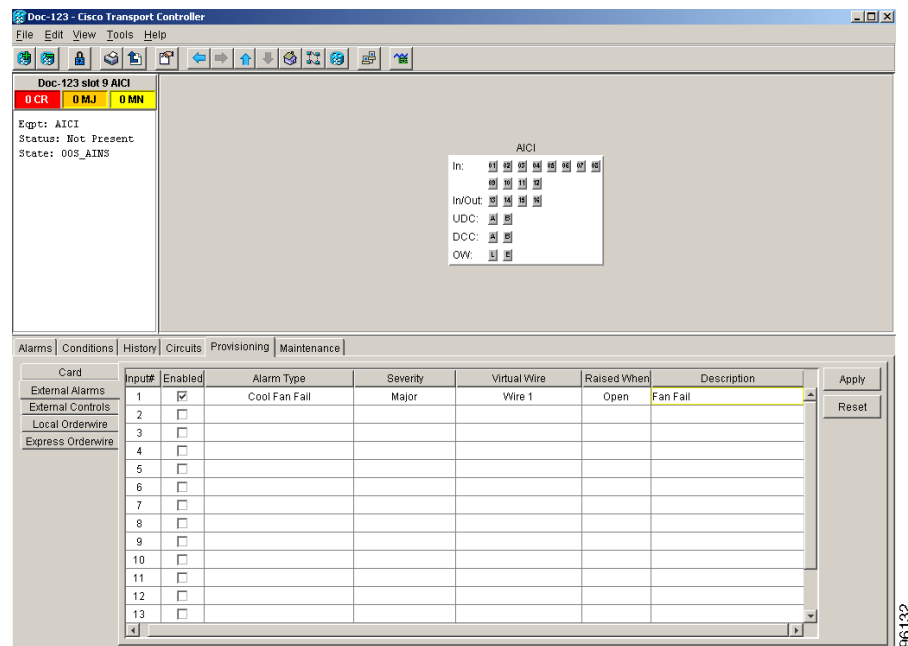 Doc-123 - Cisco Transport Controller
File Edit View Tools Help
Doc-123 slot 9 AICI
0 CR 0 MJ 0 MN
Eqpt: AICI
Status: Not Present
State: OOS_AINS
AICI
In: 01 02 03 04 05 06 07 08
09 10 11 12
In/Out: 13 14 15 16
UDC: A B
DCC: A B
OW: L E
Alarms Conditions History Circuits Provisioning Maintenance
Card
External Alarms
External Controls
Local Orderwire
Express Orderwire
Input# Enabled Alarm Type Severity Virtual Wire Raised When Description
1 Cool Fan Fail Major Wire 1 Open Fan Fail
2
3
4
5
6
7
8
9
10
11
12
13
Apply
Reset
96132